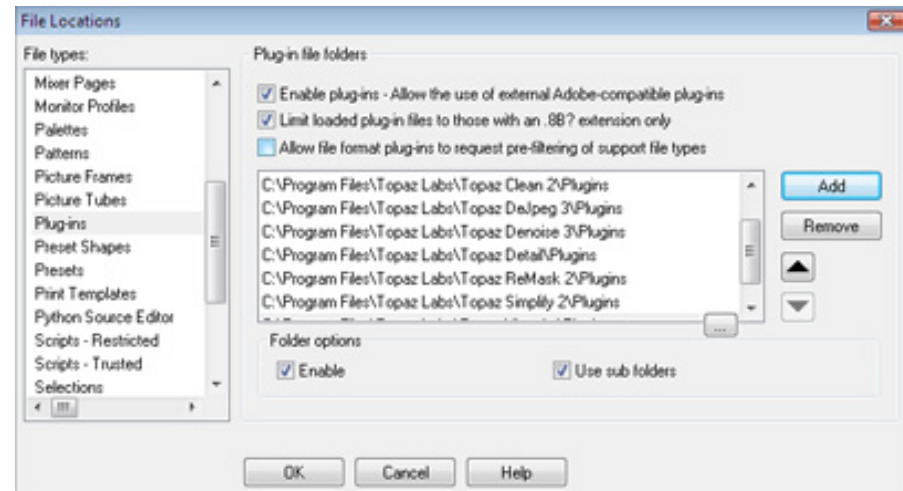 File Locations
File types:
Mixer Pages
Monitor Profiles
Palettes
Patterns
Picture Frames
Picture Tubes
Plug-ins
Preset Shapes
Presets
Print Templates
Python Source Editor
Scripts - Restricted
Scripts - Trusted
Selections
Plug-in file folders
Enable plug-ins - Allow the use of external Adobe-compatible plug-ins
Limit loaded plug-in files to those with an .8B? extension only
Allow file format plug-ins to request pre-filtering of support file types
C:\Program Files\Topaz Labs\Topaz Clean 2\Plugins
C:\Program Files\Topaz Labs\Topaz DeJpeg 3\Plugins
C:\Program Files\Topaz Labs\Topaz Denoise 3\Plugins
C:\Program Files\Topaz Labs\Topaz Detail\Plugins
C:\Program Files\Topaz Labs\Topaz ReMask 2\Plugins
C:\Program Files\Topaz Labs\Topaz Simplify 2\Plugins
Add
Remove
...
Folder options
Enable
Use sub folders
OK
Cancel
Help